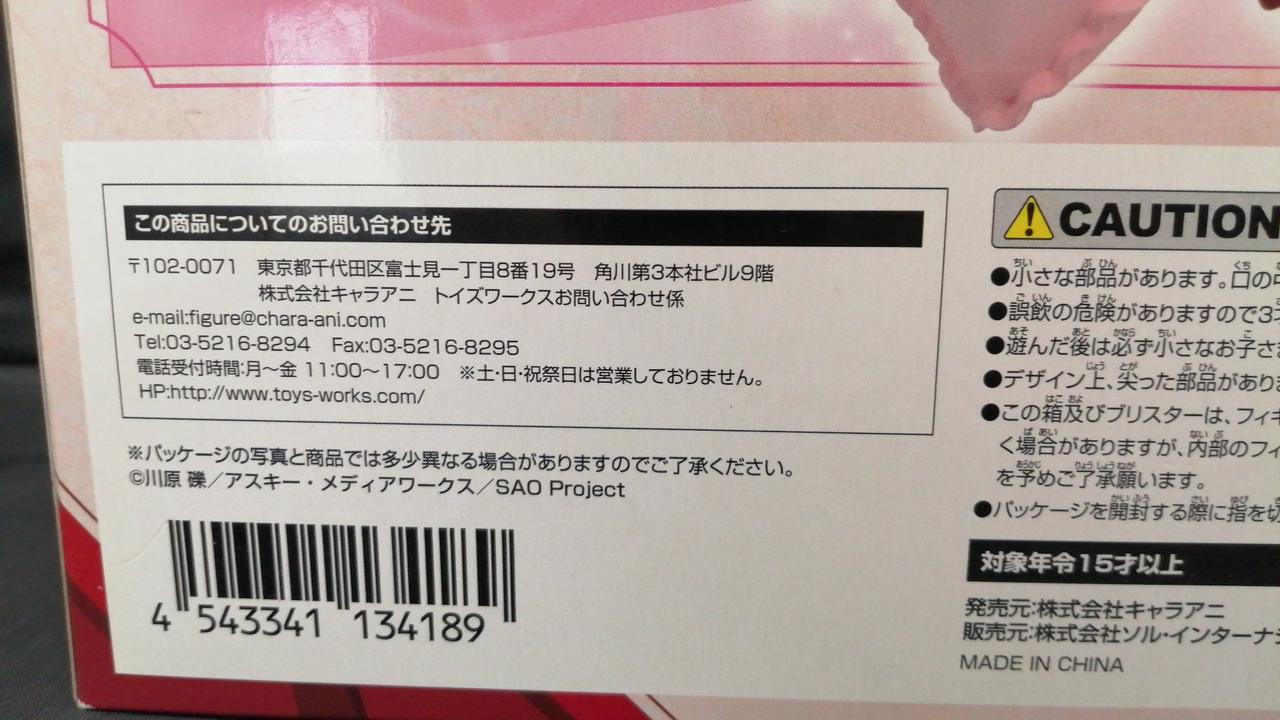 この商品についてのお問い合わせ先
〒102-0071 東京都千代田区富士見一丁目8番19号 角川第3本社ビル9階
株式会社キャラアニ トイズワークスお問い合わせ係
e-mail:figure@chara-ani.com
Tel:03-5216-8294 Fax:03-5216-8295
電話受付時間:月～金 11:00～17:00 ※土・日・祝祭日は営業しておりません。
HP:http://www.toys-works.com/
※パッケージの写真と商品では多少異なる場合がありますのでご了承ください。
©川原 礫／アスキー・メディアワークス／SAO Project
4 543341 134189
CAUTION
●小さな部品があります。口の
●誤飲の危険がありますので3
●遊んだ後は必ず小さなお子さ
●デザイン上、尖った部品があり
●この箱及びブリスターは、フィギ
く場合がありますが、内部のフィ
を予めご了承願います。
●パッケージを開封する際に指を切
対象年令15才以上
発売元:株式会社キャラアニ
販売元:株式会社ソル・インターナ
MADE IN CHINA